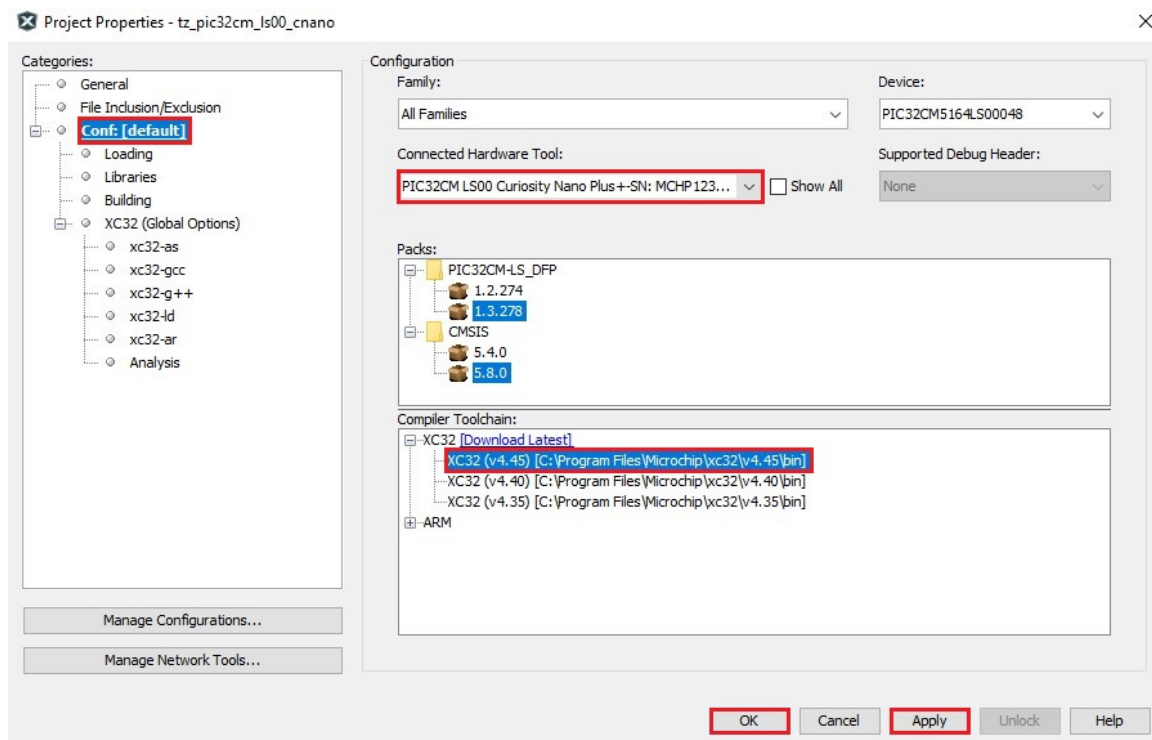 Project Properties - tz_pic32cm_ls00_cnano
Categories:
General
File Inclusion/Exclusion
Conf: [default]
Loading
Libraries
Building
XC32 (Global Options)
xc32-as
xc32-gcc
xc32-g++
xc32-ld
xc32-ar
Analysis
Manage Configurations...
Manage Network Tools...
Configuration
Family:
All Families
Device:
PIC32CM5164LS00048
Connected Hardware Tool:
PIC32CM LS00 Curiosity Nano Plus+-SN: MCHP123...
Show All
Supported Debug Header:
None
Packs:
PIC32CM-LS_DFP
1.2.274
1.3.278
CMSIS
5.4.0
5.8.0
Compiler Toolchain:
XC32 [Download Latest]
XC32 (v4.45) [C:\Program Files\Microchip\xc32\v4.45\bin]
XC32 (v4.40) [C:\Program Files\Microchip\xc32\v4.40\bin]
XC32 (v4.35) [C:\Program Files\Microchip\xc32\v4.35\bin]
ARM
OK
Cancel
Apply
Unlock
Help